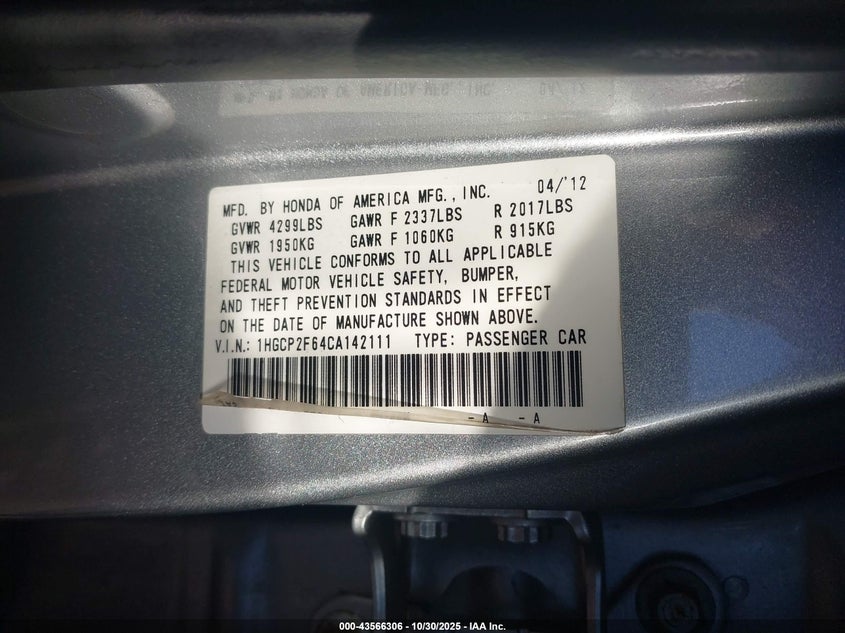 MFD. BY HONDA OF AMERICA MFG., INC. 04/'12
GVWR 4299LBS GAWR F 2337LBS R 2017LBS
GVWR 1950KG GAWR F 1060KG R 915KG
THIS VEHICLE CONFORMS TO ALL APPLICABLE
FEDERAL MOTOR VEHICLE SAFETY, BUMPER,
AND THEFT PREVENTION STANDARDS IN EFFECT
ON THE DATE OF MANUFACTURE SHOWN ABOVE.
V.I.N.: 1HGCP2F64CA142111 TYPE: PASSENGER CAR
-A -A
000-43566306 - 10/30/2025 - IAA Inc.